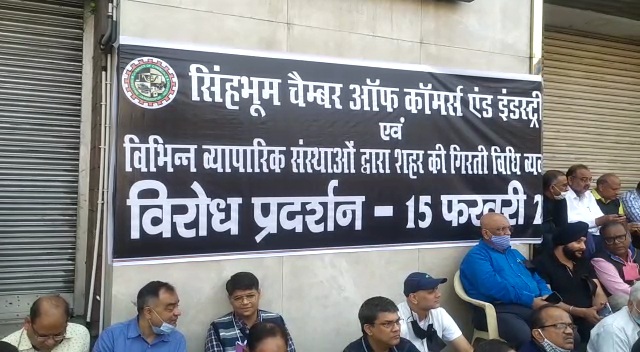 सिंहभूम चैम्बर ऑफ कॉमर्स एंड इंडस्ट्री
एवं
विभिन्न व्यापारिक संस्थाओं द्वारा शहर की गिरती विधि
विरोध प्रदर्शन – 15 फरवरी